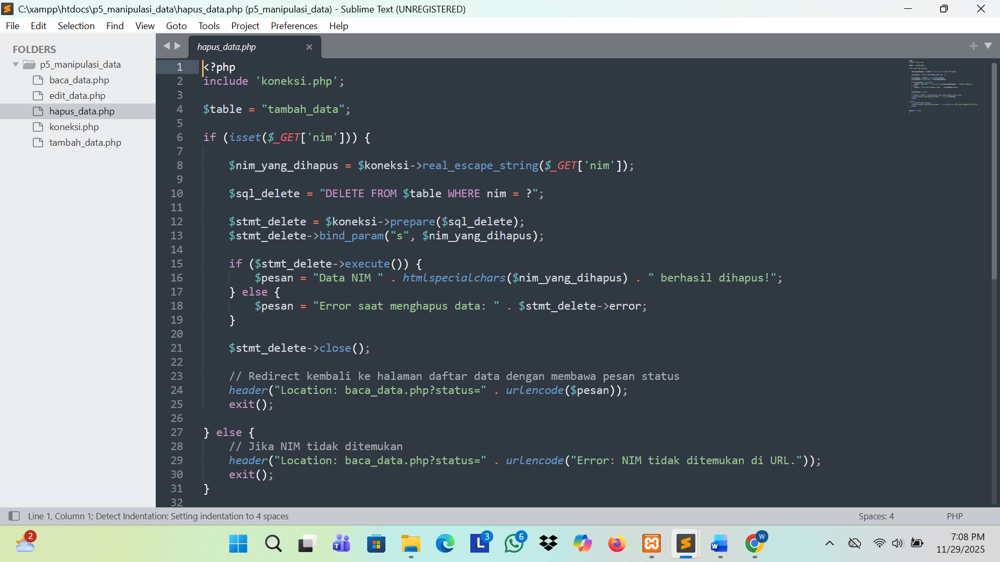 C:\xampp\htdocs\p5_manipulasi_data\hapus_data.php (p5_manipulasi_data) - Sublime Text (UNREGISTERED)
File Edit Selection Find View Goto Tools Project Preferences Help
FOLDERS
p5_manipulasi_data
baca_data.php
edit_data.php
hapus_data.php
koneksi.php
tambah_data.php
hapus_data.php
1 <?php
2 include 'koneksi.php';
3
4 $table = "tambah_data";
5
6 if (isset($_GET['nim'])) {
7
8 $nim_yang_dihapus = $koneksi->real_escape_string($_GET['nim']);
9
10 $sql_delete = "DELETE FROM $table WHERE nim = ?";
11
12 $stmt_delete = $koneksi->prepare($sql_delete);
13 $stmt_delete->bind_param("s", $nim_yang_dihapus);
14
15 if ($stmt_delete->execute()) {
16 $pesan = "Data NIM " . htmlspecialchars($nim_yang_dihapus) . " berhasil dihapus!";
17 } else {
18 $pesan = "Error saat menghapus data: " . $stmt_delete->error;
19 }
20
21 $stmt_delete->close();
22
23 // Redirect kembali ke halaman daftar data dengan membawa pesan status
24 header("Location: baca_data.php?status=" . urlencode($pesan));
25 exit();
26
27 } else {
28 // Jika NIM tidak ditemukan
29 header("Location: baca_data.php?status=" . urlencode("Error: NIM tidak ditemukan di URL."));
30 exit();
31 }
32
Line 1, Column 1; Detect Indentation: Setting indentation to 4 spaces
Spaces: 4
PHP
2
T
L
3
6
W
W
7:08 PM
11/29/2025